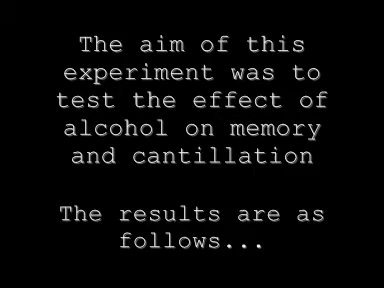 The aim of this
experiment was to
test the effect of
alcohol on memory
and cantillation
The results are as
follows...